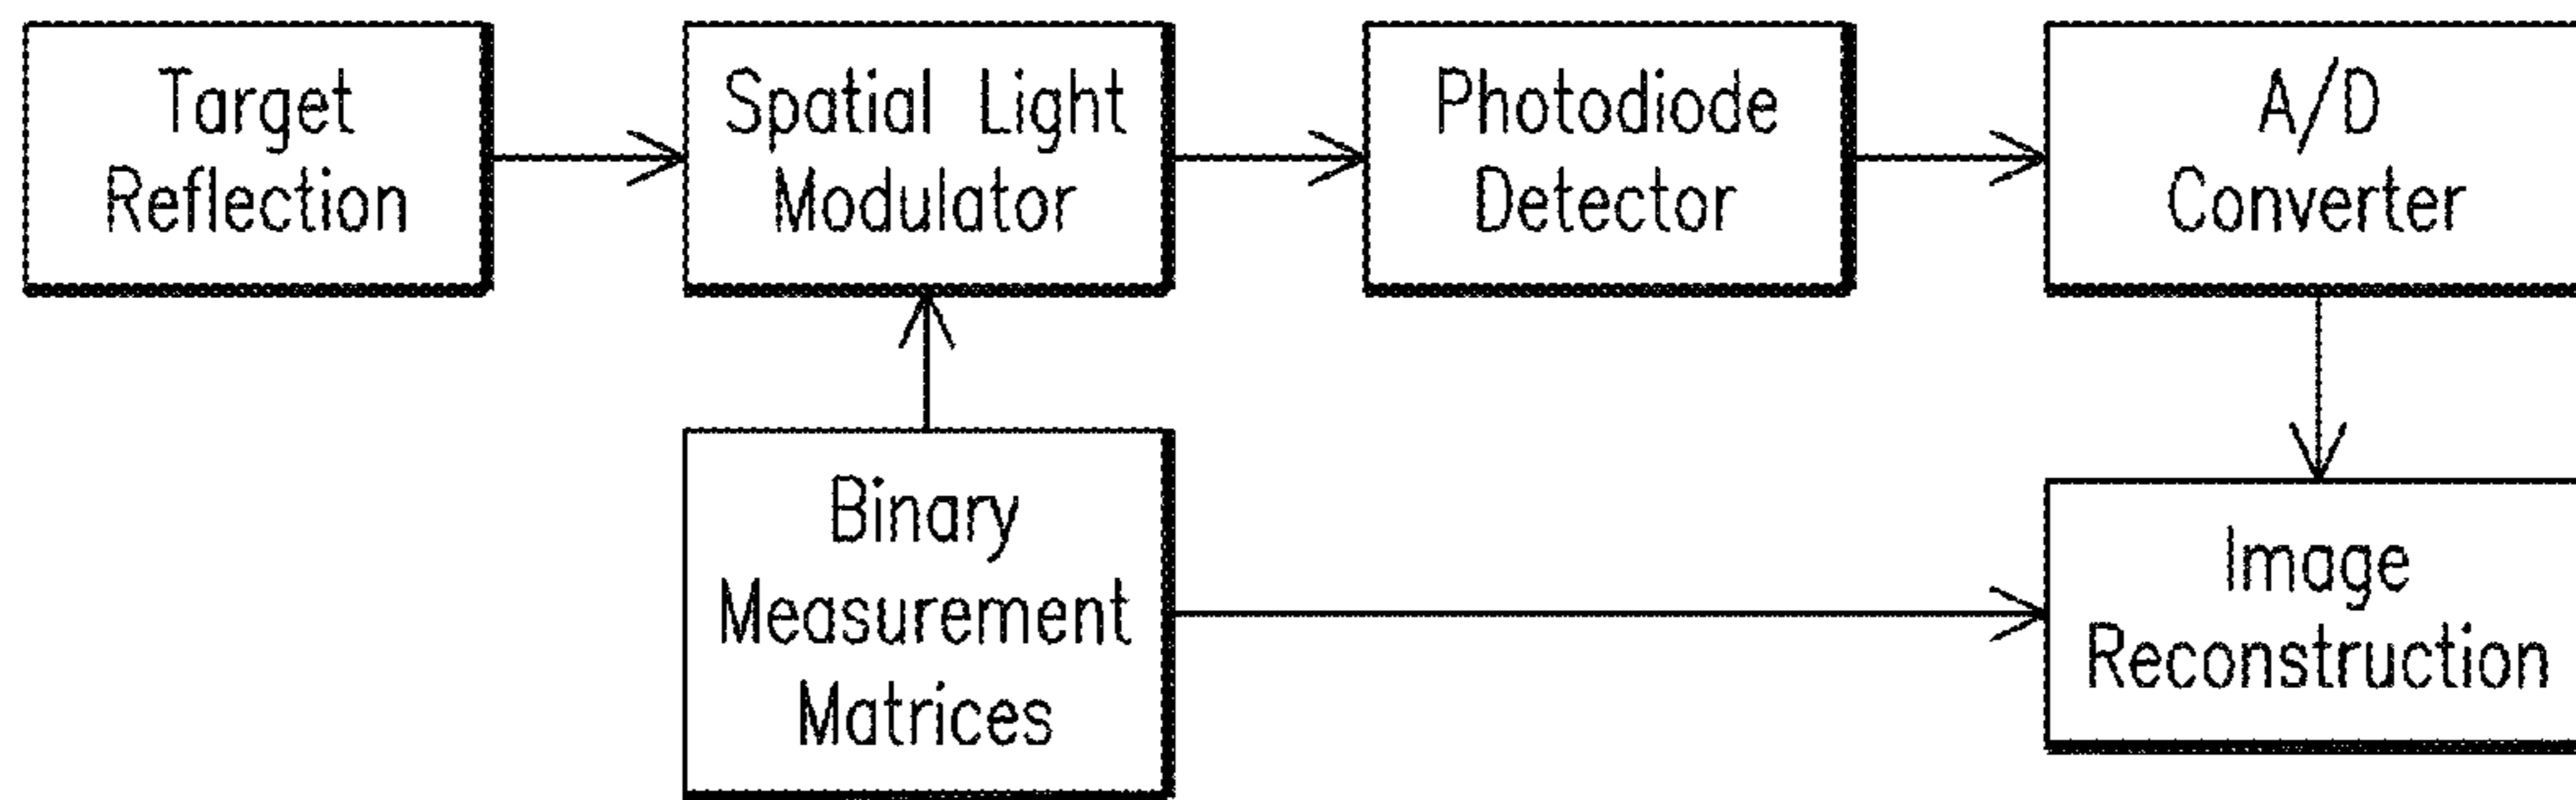 Target
Reflection
Spatial Light
Modulator
Photodiode
Detector
A/D
Converter
Binary
Measurement
Matrices
Image
Reconstruction